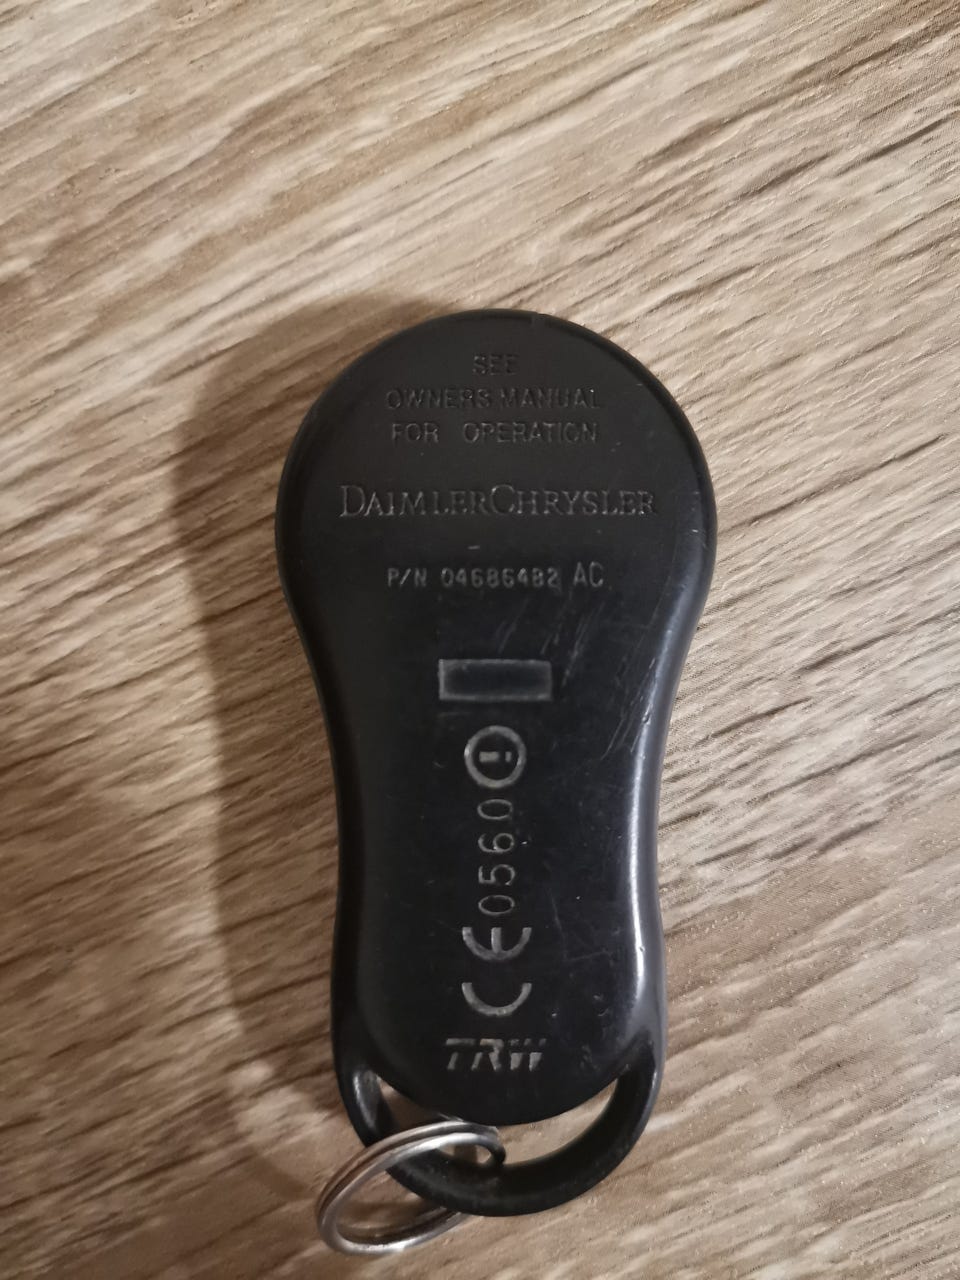 SEE
OWNERS MANUAL
FOR OPERATION
DAIMLERCHRYSLER
P/N 04686482 AC
CE0560
TRW